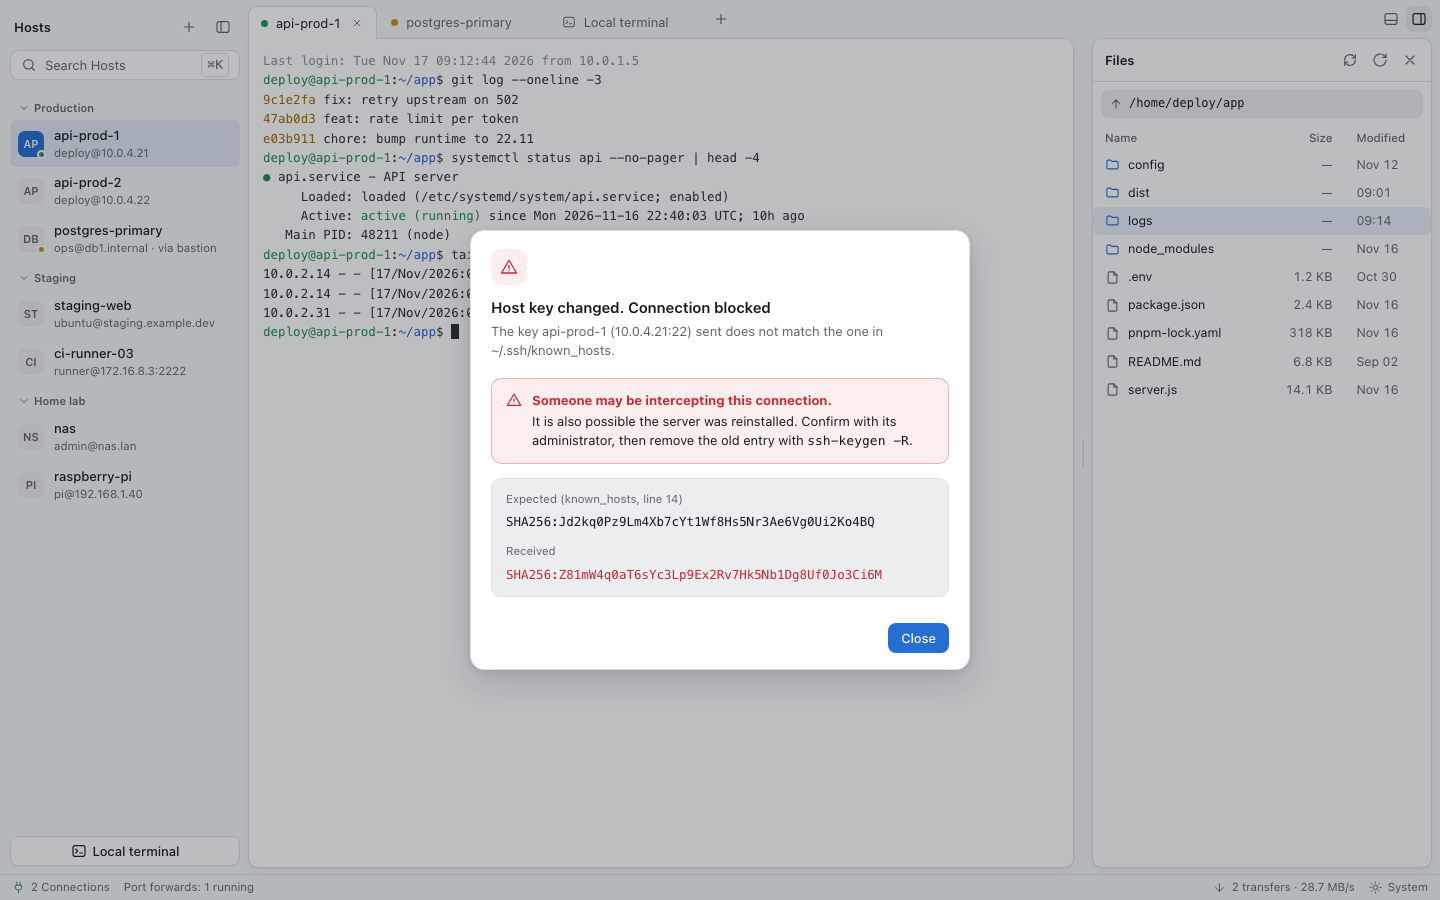 Hosts
Search Hosts
⌘K
Production
AP
api-prod-1
deploy@10.0.4.21
AP
api-prod-2
deploy@10.0.4.22
DB
postgres-primary
ops@db1.internal · via bastion
Staging
ST
staging-web
ubuntu@staging.example.dev
CI
ci-runner-03
runner@172.16.8.3:2222
Home lab
NS
nas
admin@nas.lan
PI
raspberry-pi
pi@192.168.1.40
Local terminal
api-prod-1
postgres-primary
Local terminal
Last login: Tue Nov 17 09:12:44 2026 from 10.0.1.5
deploy@api-prod-1:~/app$ git log --oneline -3
9c1e2fa fix: retry upstream on 502
47ab0d3 feat: rate limit per token
e03b911 chore: bump runtime to 22.11
deploy@api-prod-1:~/app$ systemctl status api --no-pager | head -4
● api.service - API server
Loaded: loaded (/etc/systemd/system/api.service; enabled)
Active: active (running) since Mon 2026-11-16 22:40:03 UTC; 10h ago
Main PID: 48211 (node)
deploy@api-prod-1:~/app$ tai
10.0.2.14 - - [17/Nov/2026:0
10.0.2.14 - - [17/Nov/2026:0
10.0.2.31 - - [17/Nov/2026:0
deploy@api-prod-1:~/app$
Host key changed. Connection blocked
The key api-prod-1 (10.0.4.21:22) sent does not match the one in
~/.ssh/known_hosts.
Someone may be intercepting this connection.
It is also possible the server was reinstalled. Confirm with its
administrator, then remove the old entry with ssh-keygen -R.
Expected (known_hosts, line 14)
SHA256:Jd2kq0Pz9Lm4Xb7cYt1Wf8Hs5Nr3Ae6Vg0Ui2Ko4BQ
Received
SHA256:Z81mW4q0aT6sYc3Lp9Ex2Rv7Hk5Nb1Dg8Uf0Jo3Ci6M
Close
Files
/home/deploy/app
Name Size Modified
config — Nov 12
dist — 09:01
logs — 09:14
node_modules — Nov 16
.env 1.2 KB Oct 30
package.json 2.4 KB Nov 16
pnpm-lock.yaml 318 KB Nov 16
README.md 6.8 KB Sep 02
server.js 14.1 KB Nov 16
2 Connections
Port forwards: 1 running
2 transfers · 28.7 MB/s
System